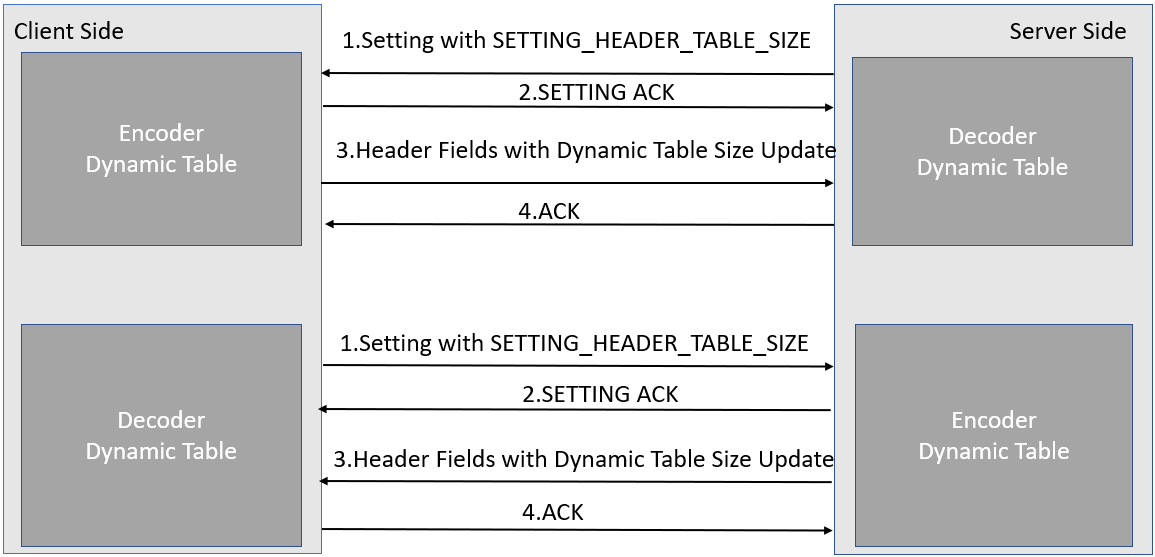 Client Side
Server Side
1.Setting with SETTING_HEADER_TABLE_SIZE
2.SETTING ACK
Encoder
Dynamic Table
3.Header Fields with Dynamic Table Size Update
Decoder
Dynamic Table
4.ACK
1.Setting with SETTING_HEADER_TABLE_SIZE
2.SETTING ACK
Decoder
Dynamic Table
Encoder
Dynamic Table
3.Header Fields with Dynamic Table Size Update
4.ACK